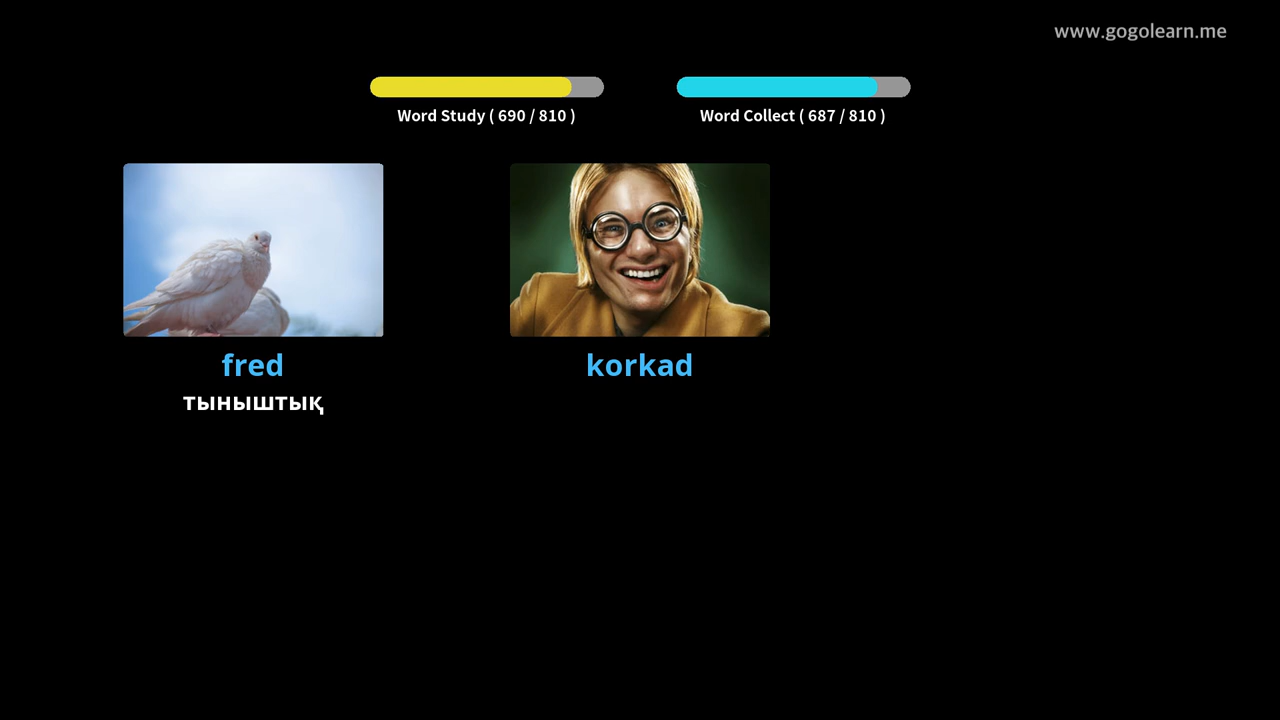 www.gogolearn.me
Word Study ( 690 / 810 )
Word Collect ( 687 / 810 )
fred
тыныштық
korkad